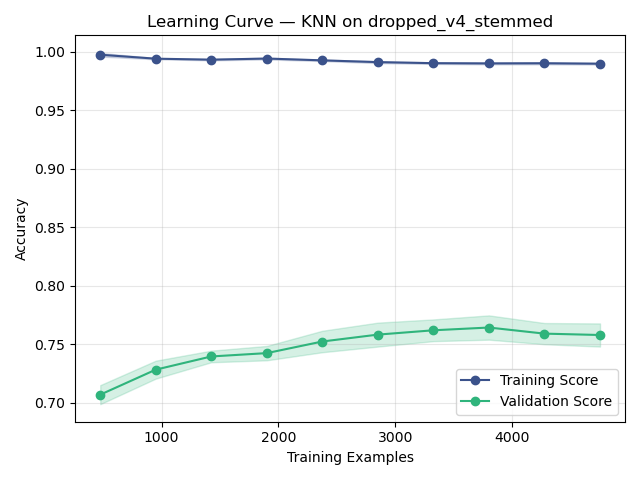 Learning Curve — KNN on dropped_v4_stemmed
1.00
0.95
0.90
0.85
0.80
0.75
0.70
Accuracy
1000
2000
3000
4000
Training Examples
Training Score
Validation Score